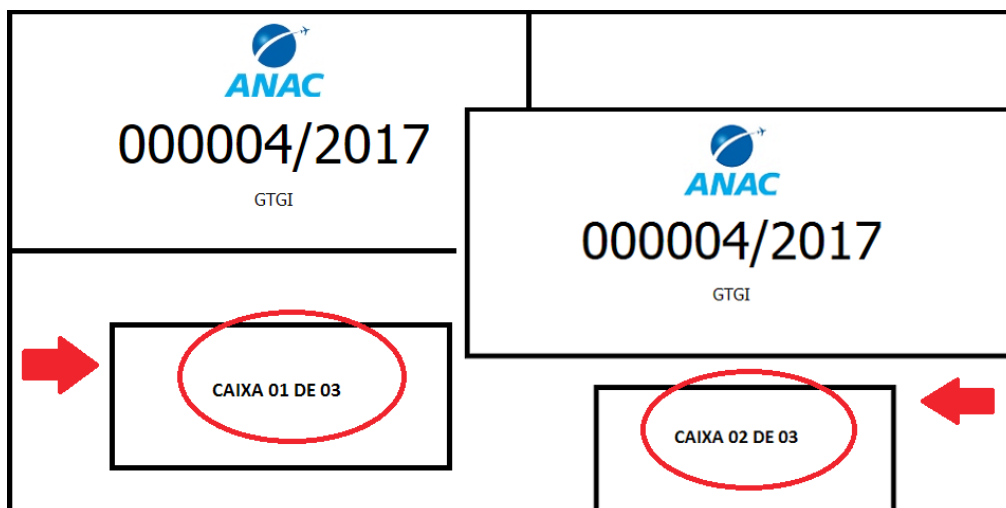 ANAC
000004/2017
GTGI
CAIXA 01 DE 03
ANAC
000004/2017
GTGI
CAIXA 02 DE 03